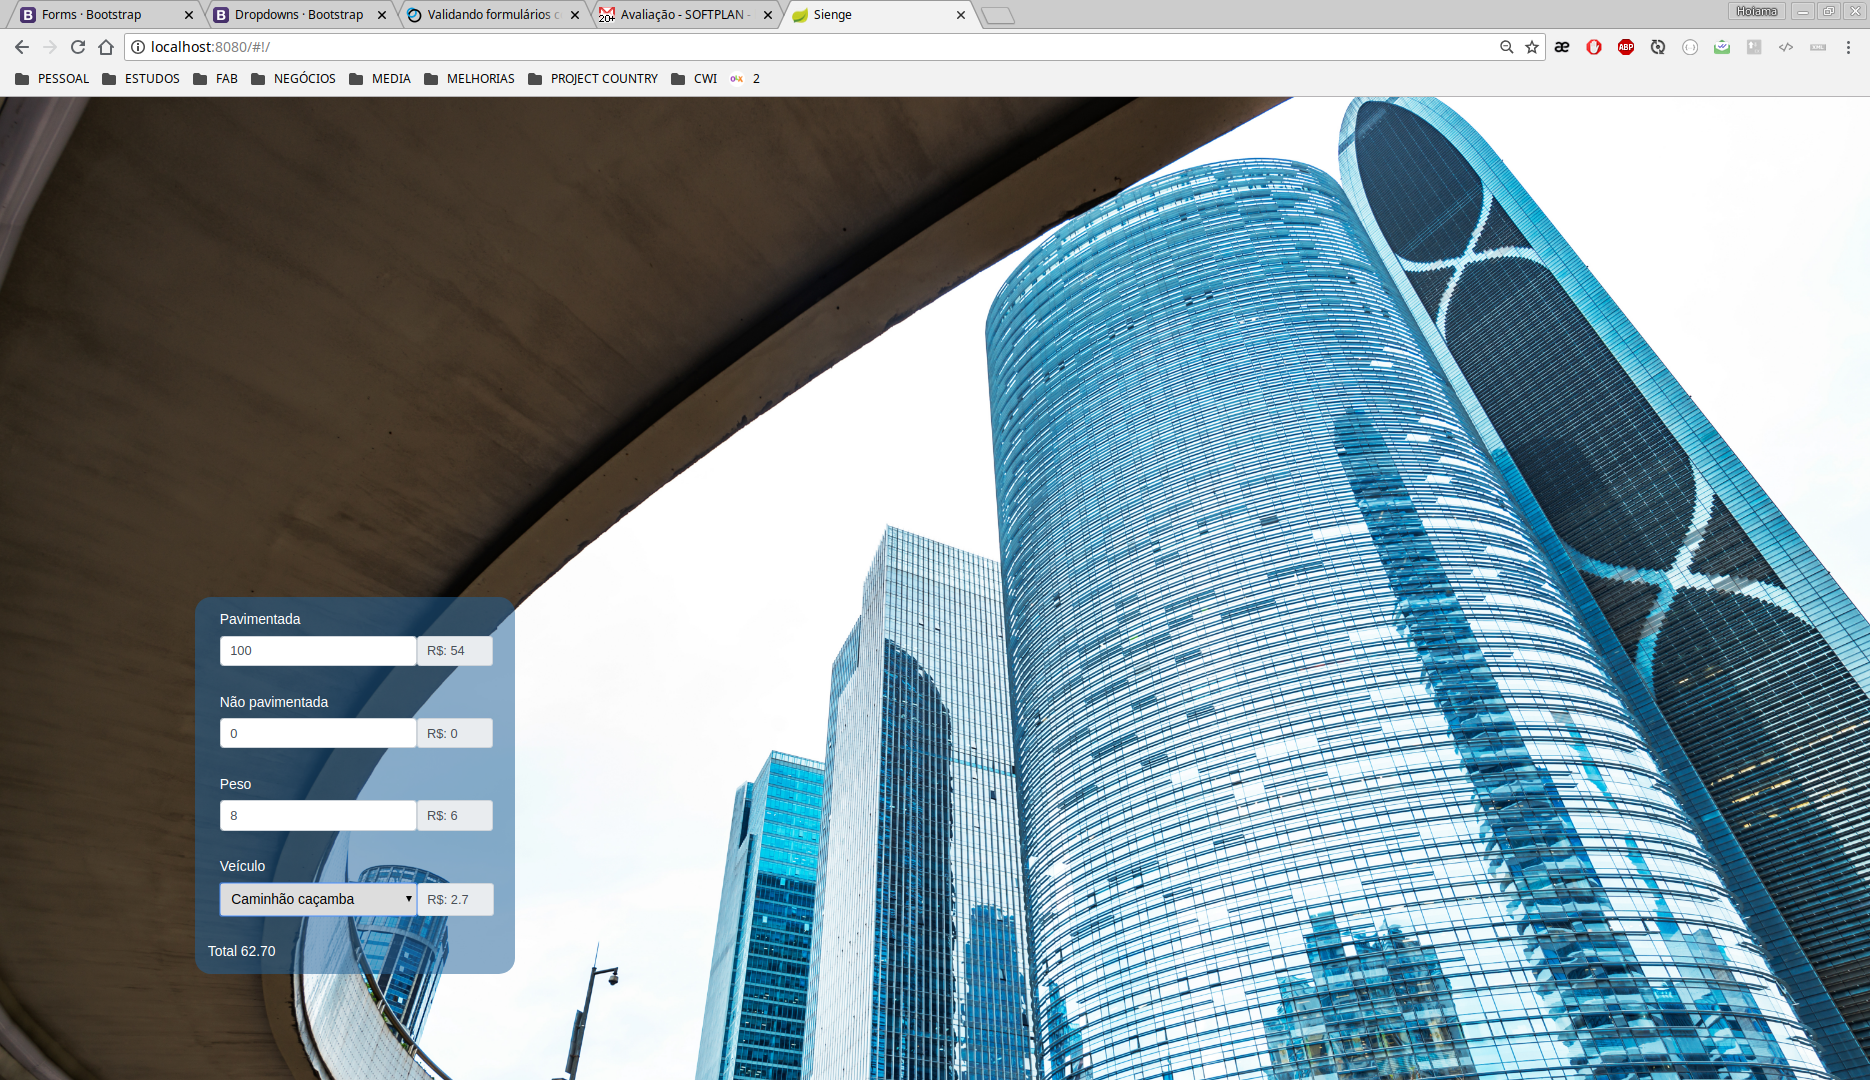 Forms · Bootstrap
Dropdowns · Bootstrap
Validando formulários c
Avaliação - SOFTPLAN -
Sienge
Hoiama
localhost:8080/#!/
ABP
PESSOAL
ESTUDOS
FAB
NEGÓCIOS
MEDIA
MELHORIAS
PROJECT COUNTRY
CWI
2
Pavimentada
100
R$: 54
Não pavimentada
0
R$: 0
Peso
8
R$: 6
Veículo
Caminhão caçamba
R$: 2.7
Total 62.70